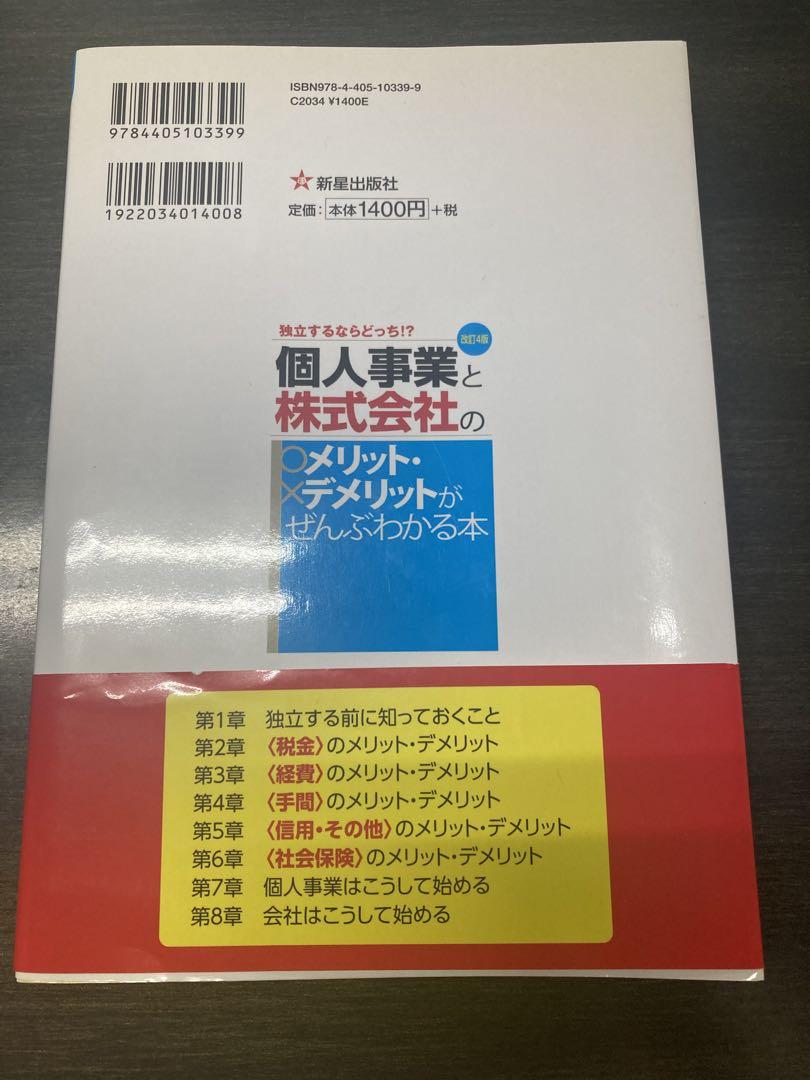 ISBN978-4-405-10339-9
C2034 ¥1400E
9784405103399
1922034014008
新星出版社
定価：本体1400円＋税
独立するならどっち!?
改訂4版
個人事業と
株式会社の
○メリット・
×デメリットが
ぜんぶわかる本
第1章 独立する前に知っておくこと
第2章 〈税金〉のメリット・デメリット
第3章 〈経費〉のメリット・デメリット
第4章 〈手間〉のメリット・デメリット
第5章 〈信用・その他〉のメリット・デメリット
第6章 〈社会保険〉のメリット・デメリット
第7章 個人事業はこうして始める
第8章 会社はこうして始める